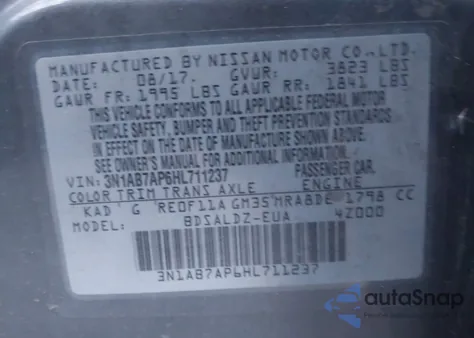 MANUFACTURED BY NISSAN MOTOR CO.,LTD.
DATE: 08/17. GVWR: 3823 LBS
GAWR FR: 1995 LBS GAWR RR: 1841 LBS
THIS VEHICLE CONFORMS TO ALL APPLICABLE FEDERAL MOTOR
VEHICLE SAFETY, BUMPER AND THEFT PREVENTION STANDARDS
IN EFFECT ON THE DATE OF MANUFACTURE SHOWN ABOVE.
SEE OWNER'S MANUAL FOR ADDITIONAL INFORMATION
VIN: 3N1AB7AP6HL711237 PASSENGER CAR
COLOR TRIM TRANS AXLE ENGINE
KAD G RE0F11A GM35 MRA8DE 1798 CC
BDSALDZ-EUA 4Z000
3N1AB7AP6HL711237
autoSnap